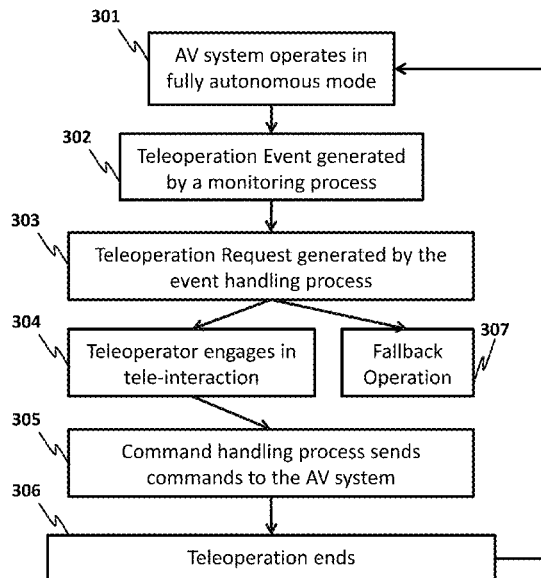 301
AV system operates in
fully autonomous mode
302
Teleoperation Event generated
by a monitoring process
303
Teleoperation Request generated by the
event handling process
304
Teleoperator engages in
tele-interaction
Fallback
Operation
307
305
Command handling process sends
commands to the AV system
306
Teleoperation ends